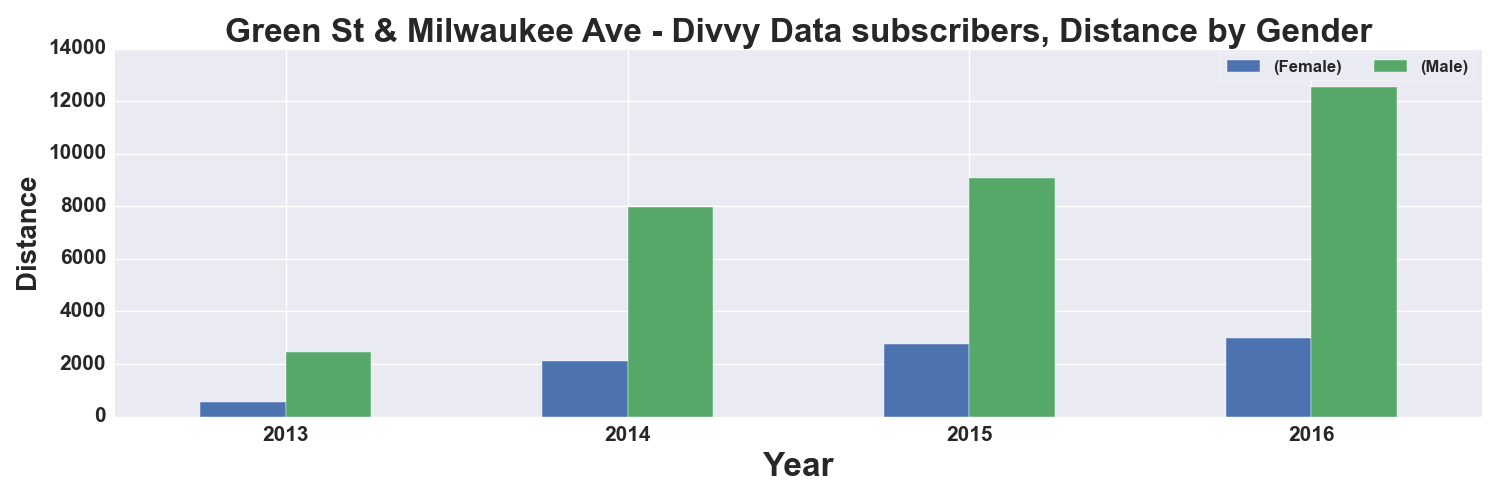 Green St & Milwaukee Ave - Divvy Data subscribers, Distance by Gender
(Female) (Male)
14000
12000
10000
8000
6000
4000
2000
0
Distance
2013 2014 2015 2016
Year